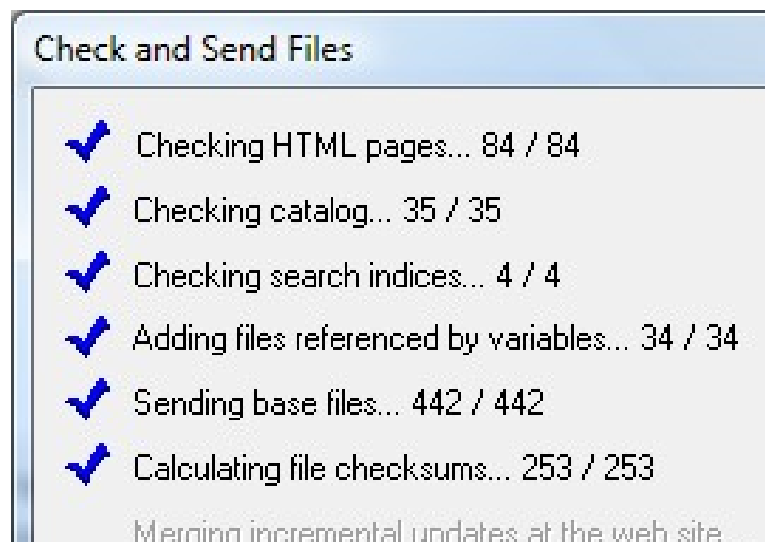 Check and Send Files
Checking HTML pages... 84 / 84
Checking catalog... 35 / 35
Checking search indices... 4 / 4
Adding files referenced by variables... 34 / 34
Sending base files... 442 / 442
Calculating file checksums... 253 / 253
Merging incremental updates at the web site...